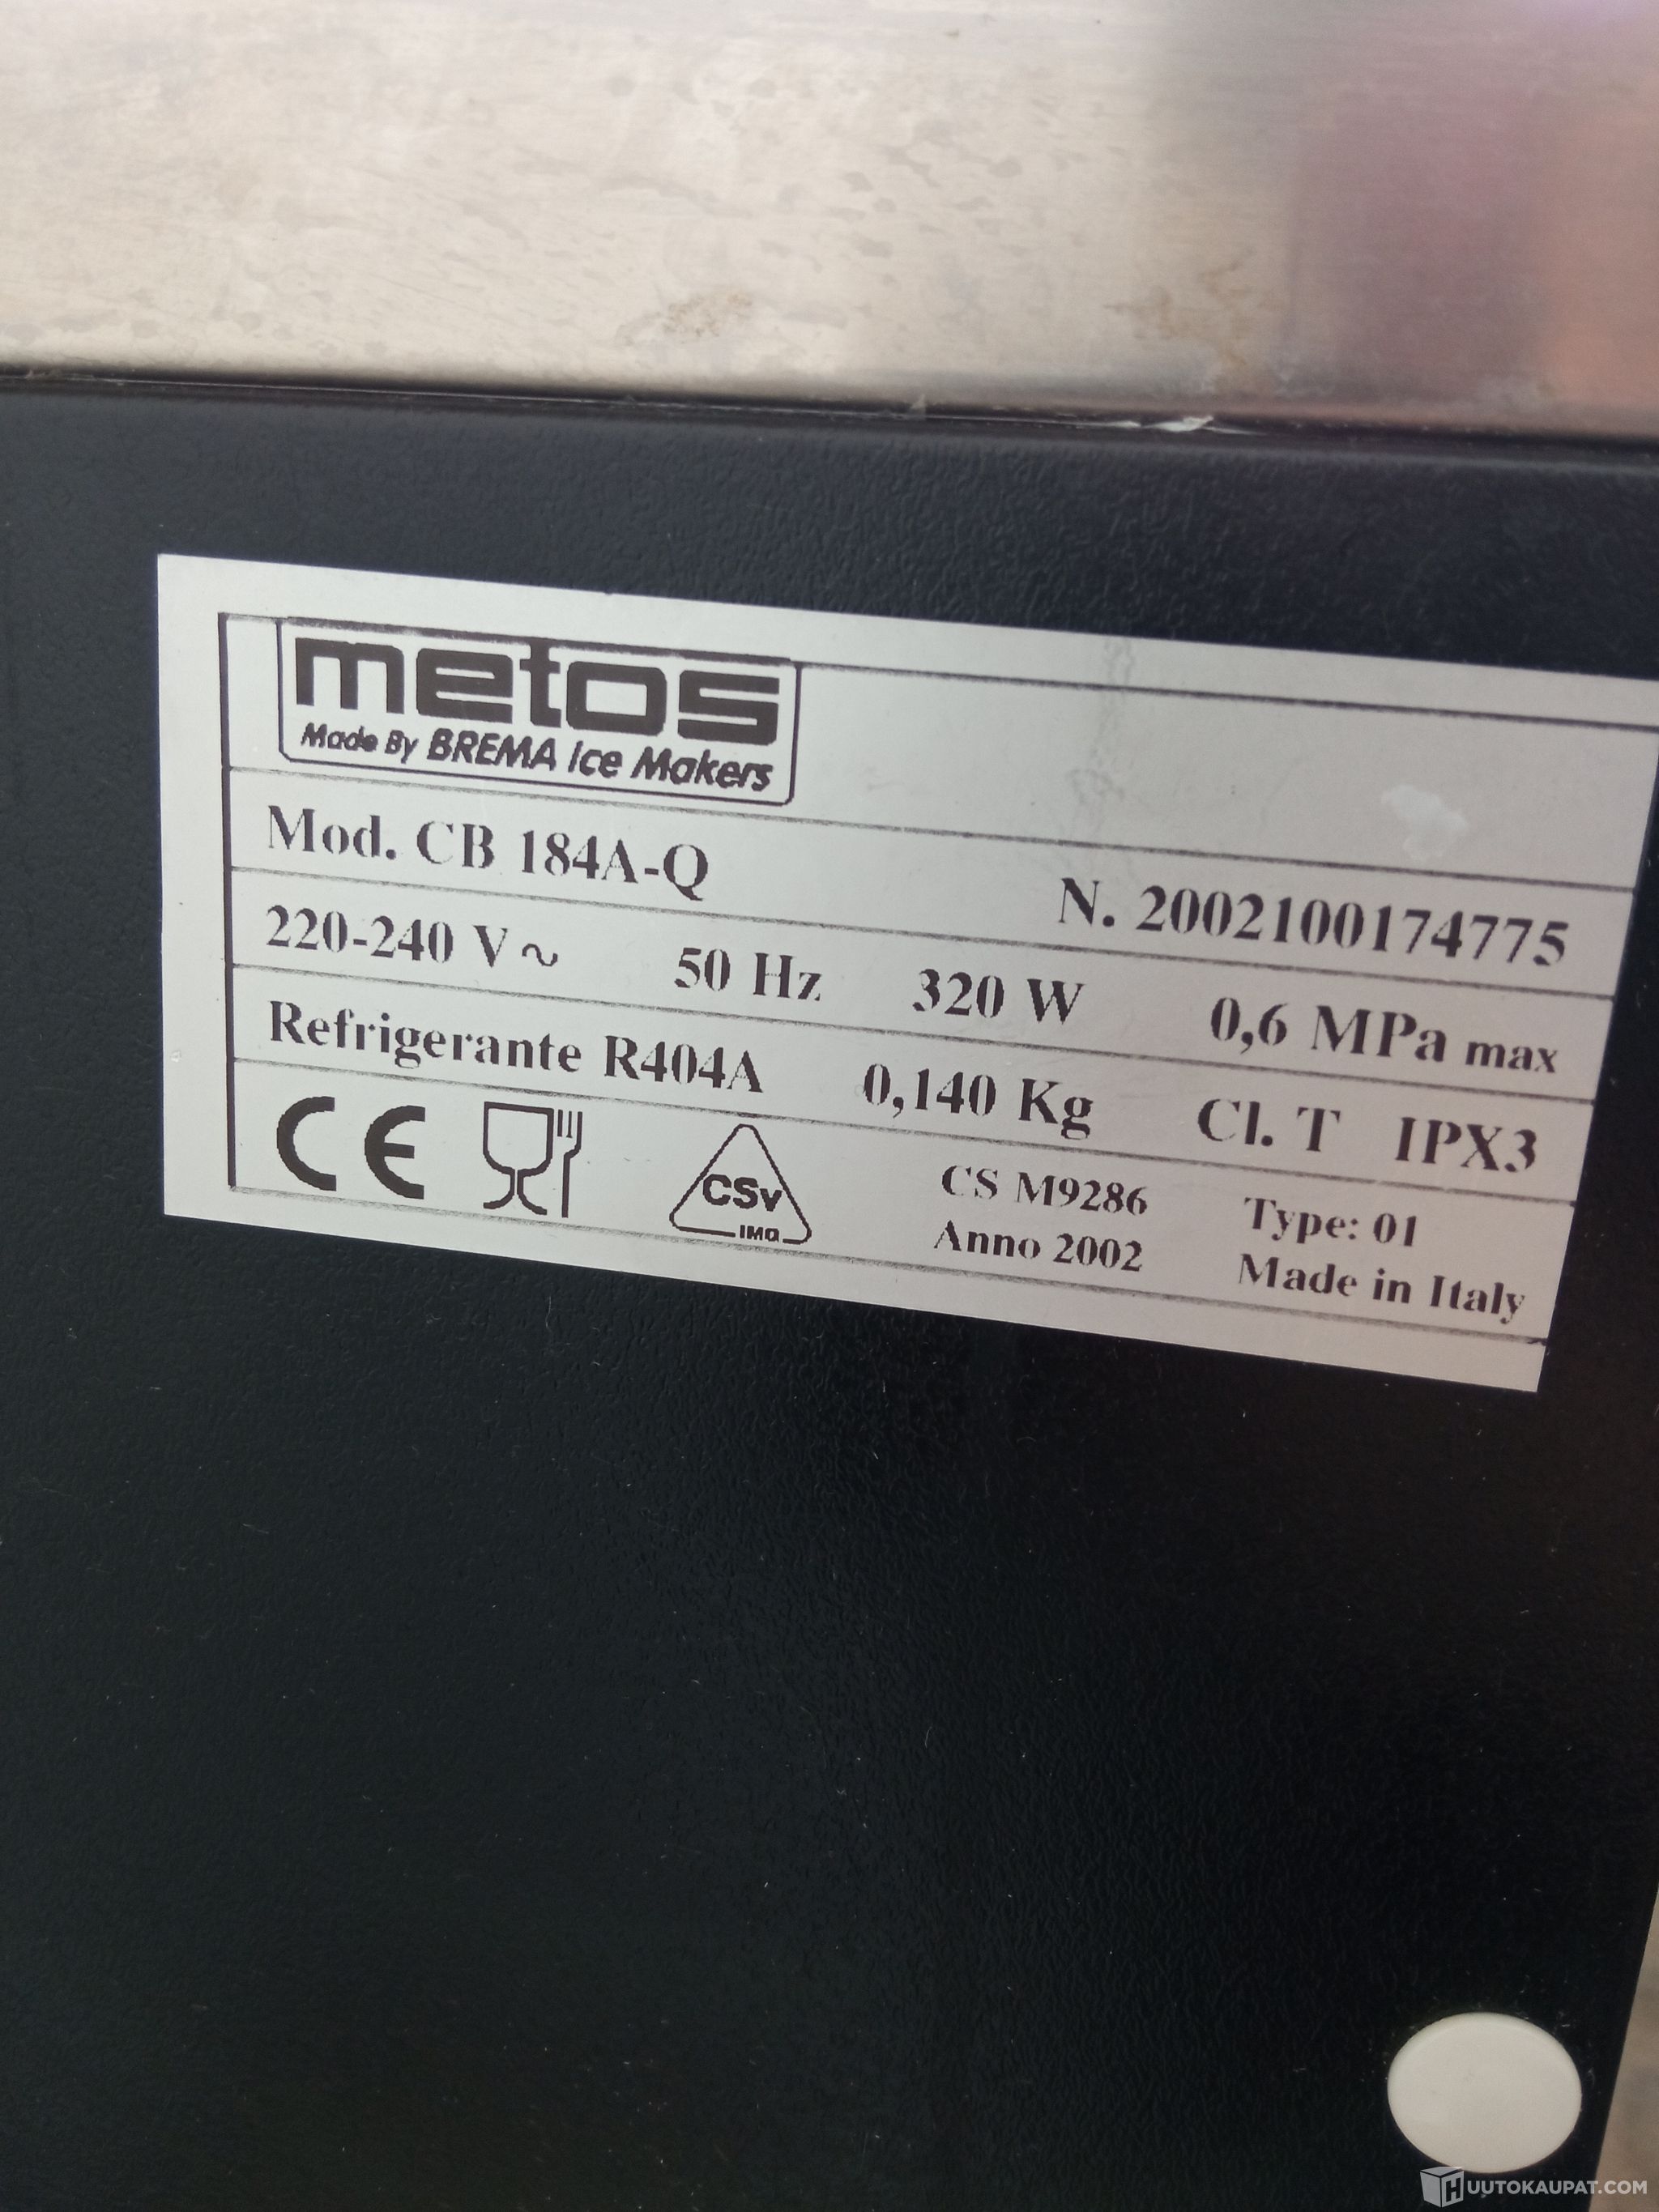 metos
Made By BREMA Ice Makers
Mod. CB 184A-Q N. 2002100174775
220-240 V~ 50 Hz 320 W 0,6 MPa max
Refrigerante R404A 0,140 Kg Cl. T IPX3
CE CSv IMQ CS M9286 Type: 01
Anno 2002 Made in Italy
HUUTOKAUPAT.COM